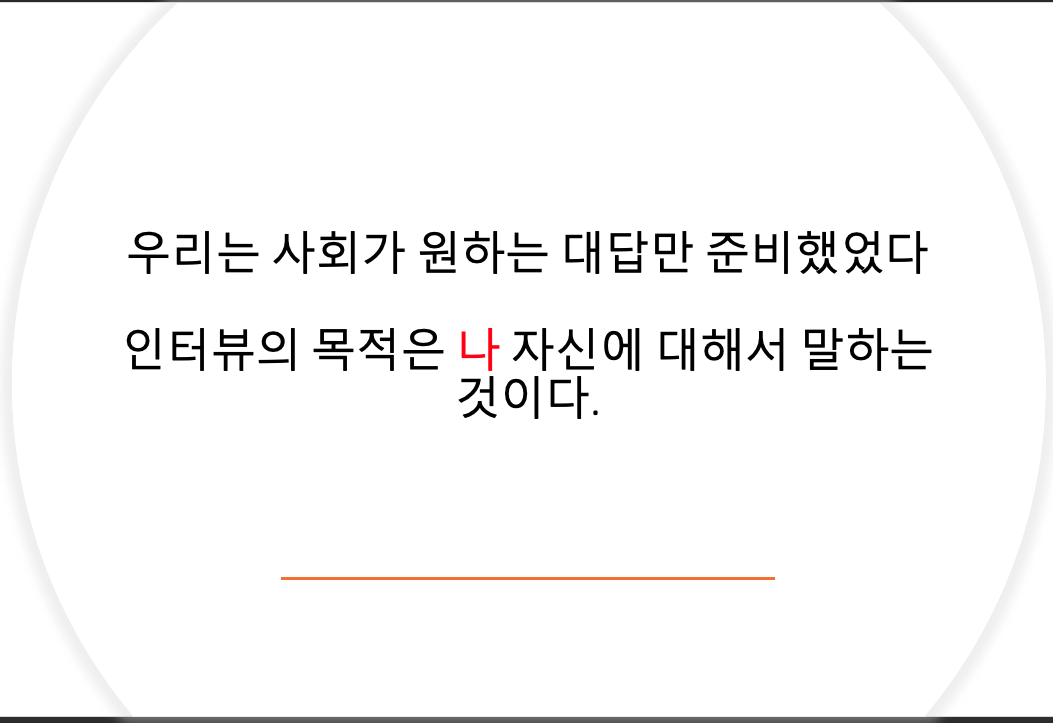 우리는 사회가 원하는 대답만 준비했었다
인터뷰의 목적은 나 자신에 대해서 말하는
것이다.